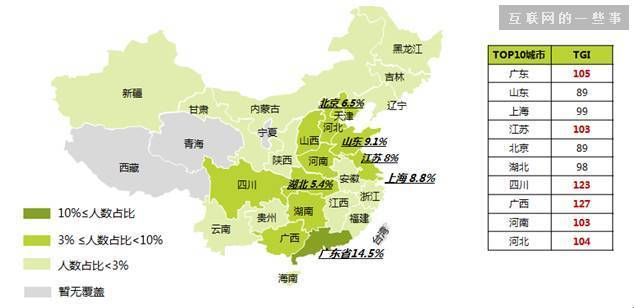 互联网的一些事
黑龙江
吉林
辽宁
新疆
甘肃
内蒙古
北京 6.5%
天津
河北
宁夏
青海
山西
山东 9.1%
陕西
河南
江苏 8%
西藏
四川
湖北 5.4%
安徽
上海 8.8%
湖南
江西
浙江
贵州
福建
云南
广西
台湾
广东省14.5%
海南
10%≤人数占比
3% ≤人数占比<10%
人数占比<3%
暂无覆盖
TOP10城市 TGI
广东 105
山东 89
上海 99
江苏 103
北京 89
湖北 98
四川 123
广西 127
河南 103
河北 104